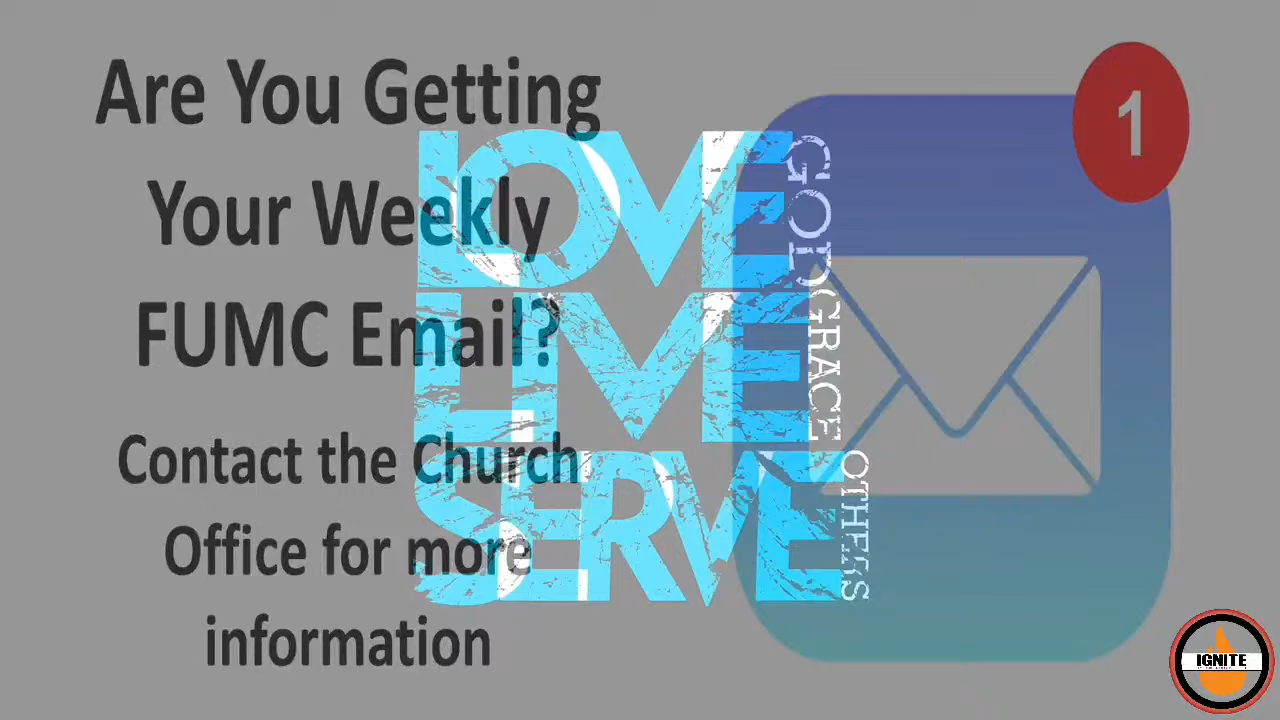 Are You Getting
Your Weekly
FUMC Email?
Contact the Church
Office for more
information
LOVE GOD
LIVE GRACE
SERVE OTHERS
1
IGNITE